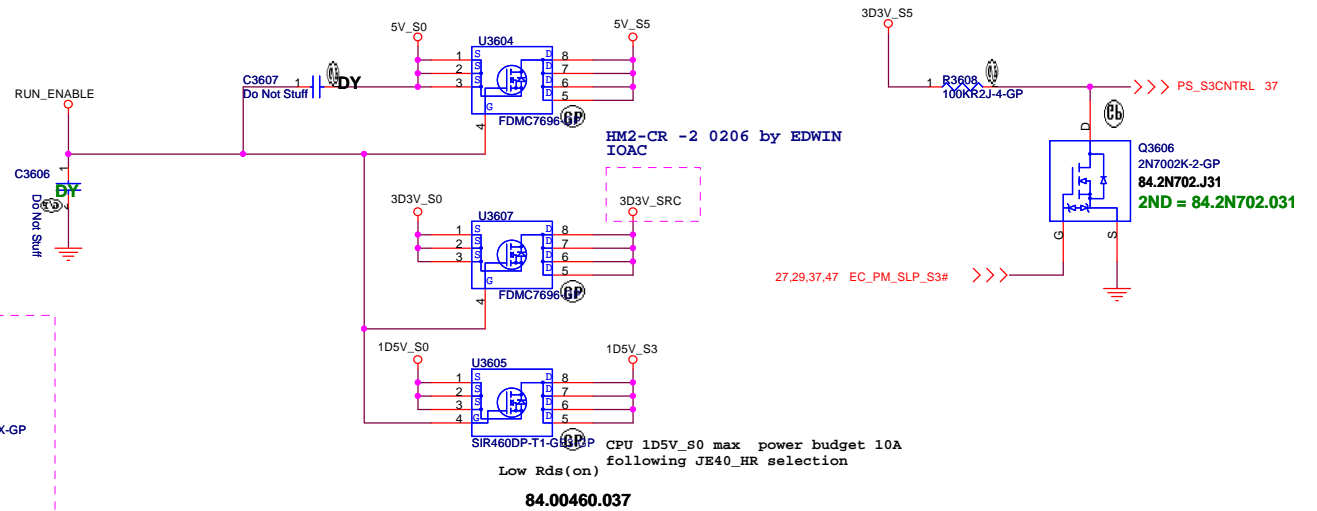 5V_S0
5V_S5
3D3V_S5
U3604
C3607
Do Not Stuff
1
DY
1
2
3
S
S
S
G
4
D
D
D
D
8
7
6
5
FDMC7696-GP
RUN_ENABLE
C3606
1
DY
Do Not Stuff
HM2-CR -2 0206 by EDWIN
IOAC
3D3V_S0
3D3V_SRC
U3607
1
2
3
S
S
S
G
4
D
D
D
D
8
7
6
5
FDMC7696-GP
1D5V_S0
1D5V_S3
U3605
1
2
3
4
S
S
S
G
D
D
D
D
8
7
6
5
CPU 1D5V_S0 max power budget 10A
following JE40_HR selection
Low Rds(on)
84.00460.037
X-GP
1
R3608
100KR2J-4-GP
PS_S3CNTRL 37
D
Q3606
2N7002K-2-GP
84.2N702.J31
2ND = 84.2N702.031
G
S
27,29,37,47 EC_PM_SLP_S3#